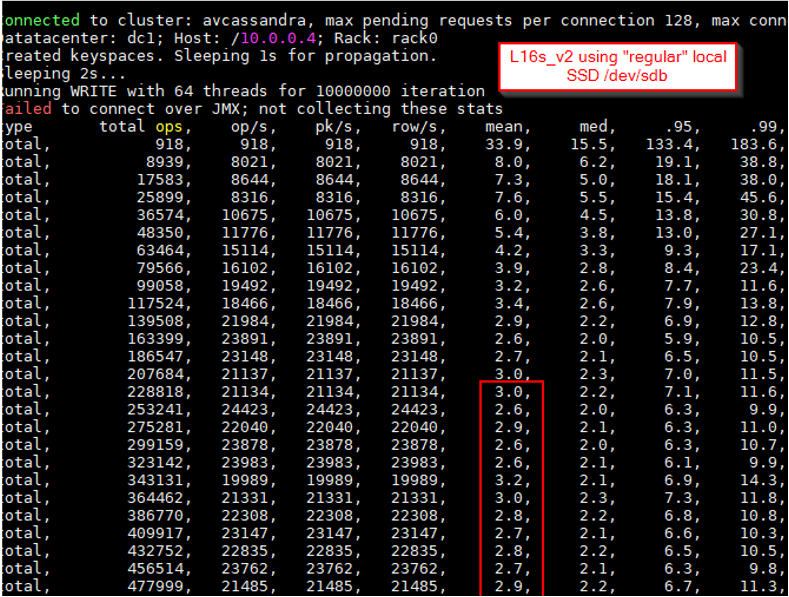 onnected to cluster: avcassandra, max pending requests per connection 128, max conn
atatacenter: dc1; Host: /10.0.0.4; Rack: rack0
reated keyspaces. Sleeping 1s for propagation.
leeping 2s...
unning WRITE with 64 threads for 10000000 iteration
ailed to connect over JMX; not collecting these stats
L16s_v2 using "regular" local
SSD /dev/sdb
ype total ops, op/s, pk/s, row/s, mean, med, .95, .99,
otal, 918, 918, 918, 918, 33.9, 15.5, 133.4, 183.6,
otal, 8939, 8021, 8021, 8021, 8.0, 6.2, 19.1, 38.8,
otal, 17583, 8644, 8644, 8644, 7.3, 5.0, 18.1, 38.0,
otal, 25899, 8316, 8316, 8316, 7.6, 5.5, 15.4, 45.6,
otal, 36574, 10675, 10675, 10675, 6.0, 4.5, 13.8, 30.8,
otal, 48350, 11776, 11776, 11776, 5.4, 3.8, 13.0, 27.1,
otal, 63464, 15114, 15114, 15114, 4.2, 3.3, 9.3, 17.1,
otal, 79566, 16102, 16102, 16102, 3.9, 2.8, 8.4, 23.4,
otal, 99058, 19492, 19492, 19492, 3.2, 2.6, 7.7, 11.6,
otal, 117524, 18466, 18466, 18466, 3.4, 2.6, 7.9, 13.8,
otal, 139508, 21984, 21984, 21984, 2.9, 2.2, 6.9, 12.8,
otal, 163399, 23891, 23891, 23891, 2.6, 2.0, 5.9, 10.5,
otal, 186547, 23148, 23148, 23148, 2.7, 2.1, 6.5, 10.5,
otal, 207684, 21137, 21137, 21137, 3.0, 2.3, 7.0, 11.5,
otal, 228818, 21134, 21134, 21134, 3.0, 2.2, 7.1, 11.6,
otal, 253241, 24423, 24423, 24423, 2.6, 2.0, 6.3, 9.9,
otal, 275281, 22040, 22040, 22040, 2.9, 2.1, 6.3, 11.0,
otal, 299159, 23878, 23878, 23878, 2.6, 2.0, 6.3, 10.7,
otal, 323142, 23983, 23983, 23983, 2.6, 2.1, 6.1, 9.9,
otal, 343131, 19989, 19989, 19989, 3.2, 2.1, 6.9, 14.3,
otal, 364462, 21331, 21331, 21331, 3.0, 2.3, 7.3, 11.8,
otal, 386770, 22308, 22308, 22308, 2.8, 2.2, 6.8, 10.8,
otal, 409917, 23147, 23147, 23147, 2.7, 2.1, 6.6, 10.3,
otal, 432752, 22835, 22835, 22835, 2.8, 2.2, 6.5, 10.5,
otal, 456514, 23762, 23762, 23762, 2.7, 2.1, 6.3, 9.8,
otal, 477999, 21485, 21485, 21485, 2.9, 2.2, 6.7, 11.3,